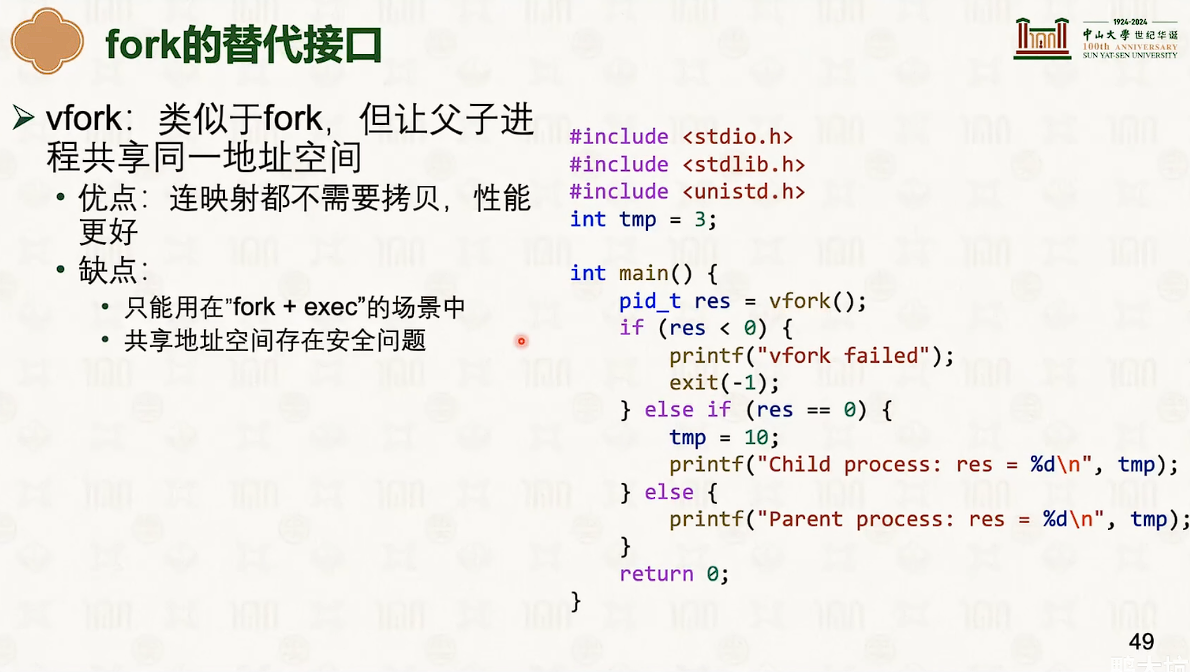 fork的替代接口
1924-2024
中山大學 世纪华诞
100th ANNIVERSARY
SUN YAT-SEN UNIVERSITY
vfork：类似于fork，但让父子进
程共享同一地址空间
• 优点：连映射都不需要拷贝，性能
更好
• 缺点：
• 只能用在”fork + exec”的场景中
• 共享地址空间存在安全问题
#include <stdio.h>
#include <stdlib.h>
#include <unistd.h>
int tmp = 3;
int main() {
pid_t res = vfork();
if (res < 0) {
printf("vfork failed");
exit(-1);
} else if (res == 0) {
tmp = 10;
printf("Child process: res = %d\n", tmp);
} else {
printf("Parent process: res = %d\n", tmp);
}
return 0;
}
49